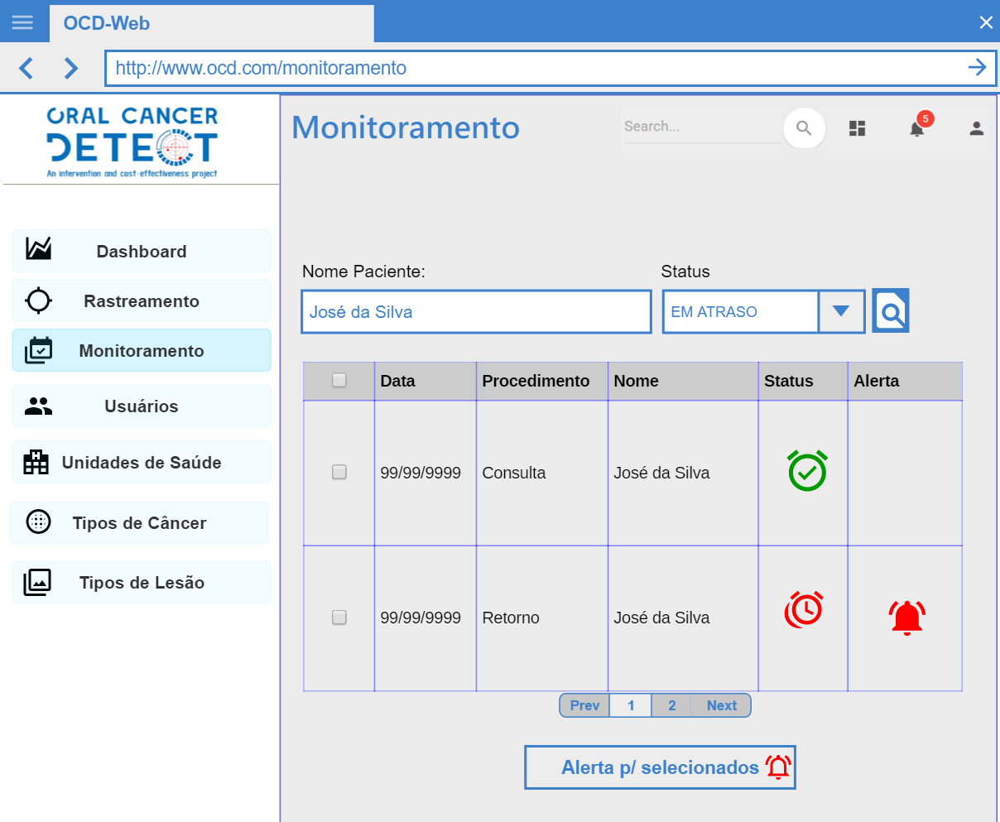 OCD-Web
http://www.ocd.com/monitoramento
ORAL CANCER
DETECT
An intervention and cost-effectiveness project
Monitoramento
Search...
5
Dashboard
Rastreamento
Monitoramento
Usuários
Unidades de Saúde
Tipos de Câncer
Tipos de Lesão
Nome Paciente: Status
José da Silva EM ATRASO
Data Procedimento Nome Status Alerta
99/99/9999 Consulta José da Silva
99/99/9999 Retorno José da Silva
Prev 1 2 Next
Alerta p/ selecionados